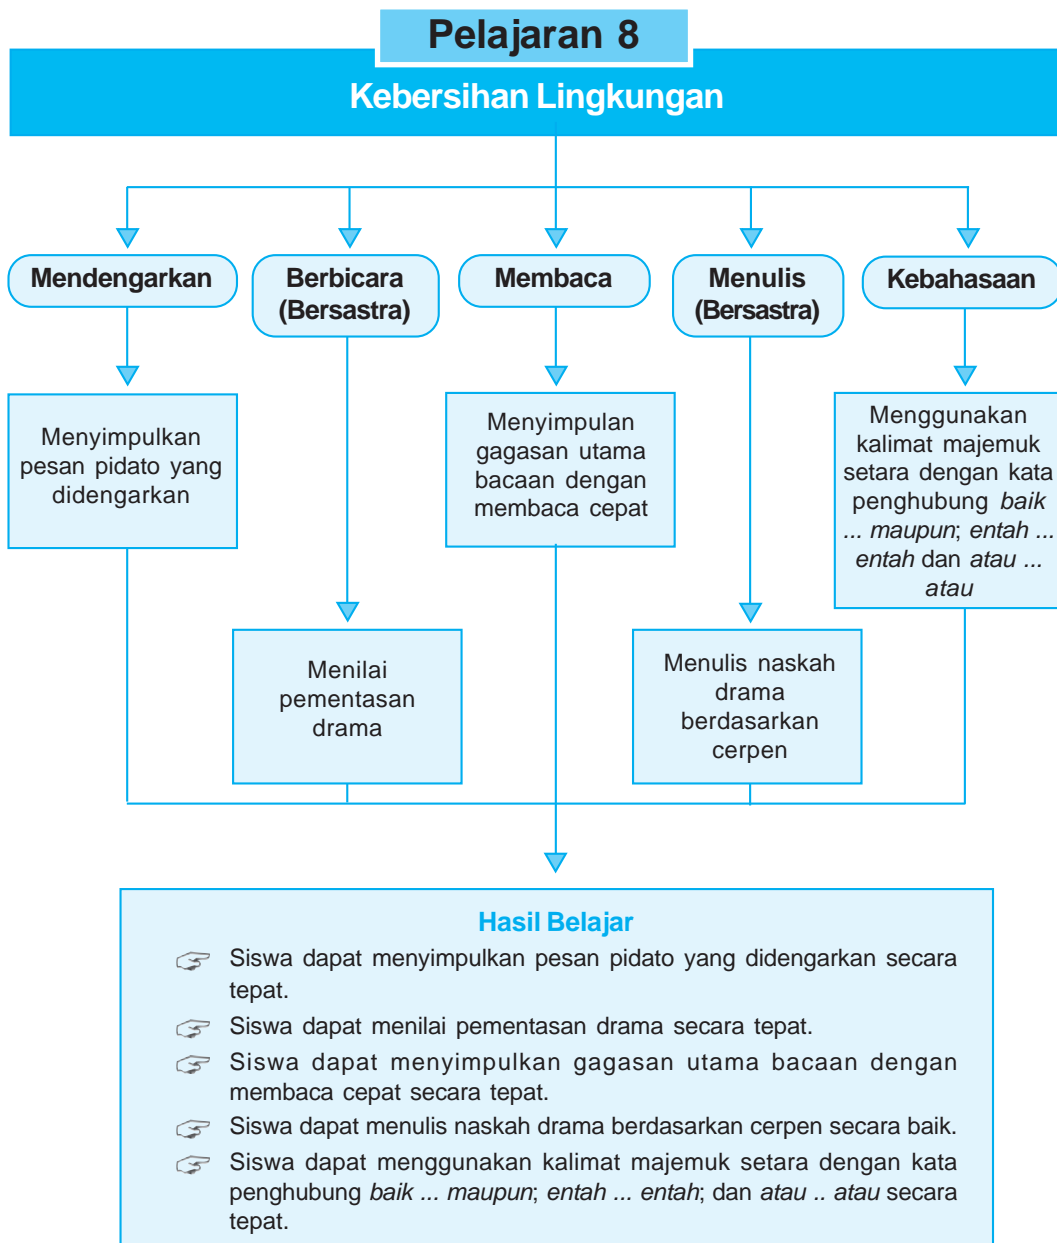 Pelajaran 8
Kebersihan Lingkungan
Mendengarkan
Berbicara
(Bersastra)
Membaca
Menulis
(Bersastra)
Kebahasaan
Menyimpulkan
pesan pidato yang
didengarkan
Menyimpulan
gagasan utama
bacaan dengan
membaca cepat
Menggunakan
kalimat majemuk
setara dengan kata
penghubung baik
... maupun; entah ...
entah dan atau ...
atau
Menilai
pementasan
drama
Menulis naskah
drama
berdasarkan
cerpen
Hasil Belajar
Siswa dapat menyimpulkan pesan pidato yang didengarkan secara
tepat.
Siswa dapat menilai pementasan drama secara tepat.
Siswa dapat menyimpulkan gagasan utama bacaan dengan
membaca cepat secara tepat.
Siswa dapat menulis naskah drama berdasarkan cerpen secara baik.
Siswa dapat menggunakan kalimat majemuk setara dengan kata
penghubung baik ... maupun; entah ... entah; dan atau .. atau secara
tepat.